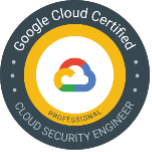 Google Cloud Certified
PROFESSIONAL
CLOUD SECURITY ENGINEER